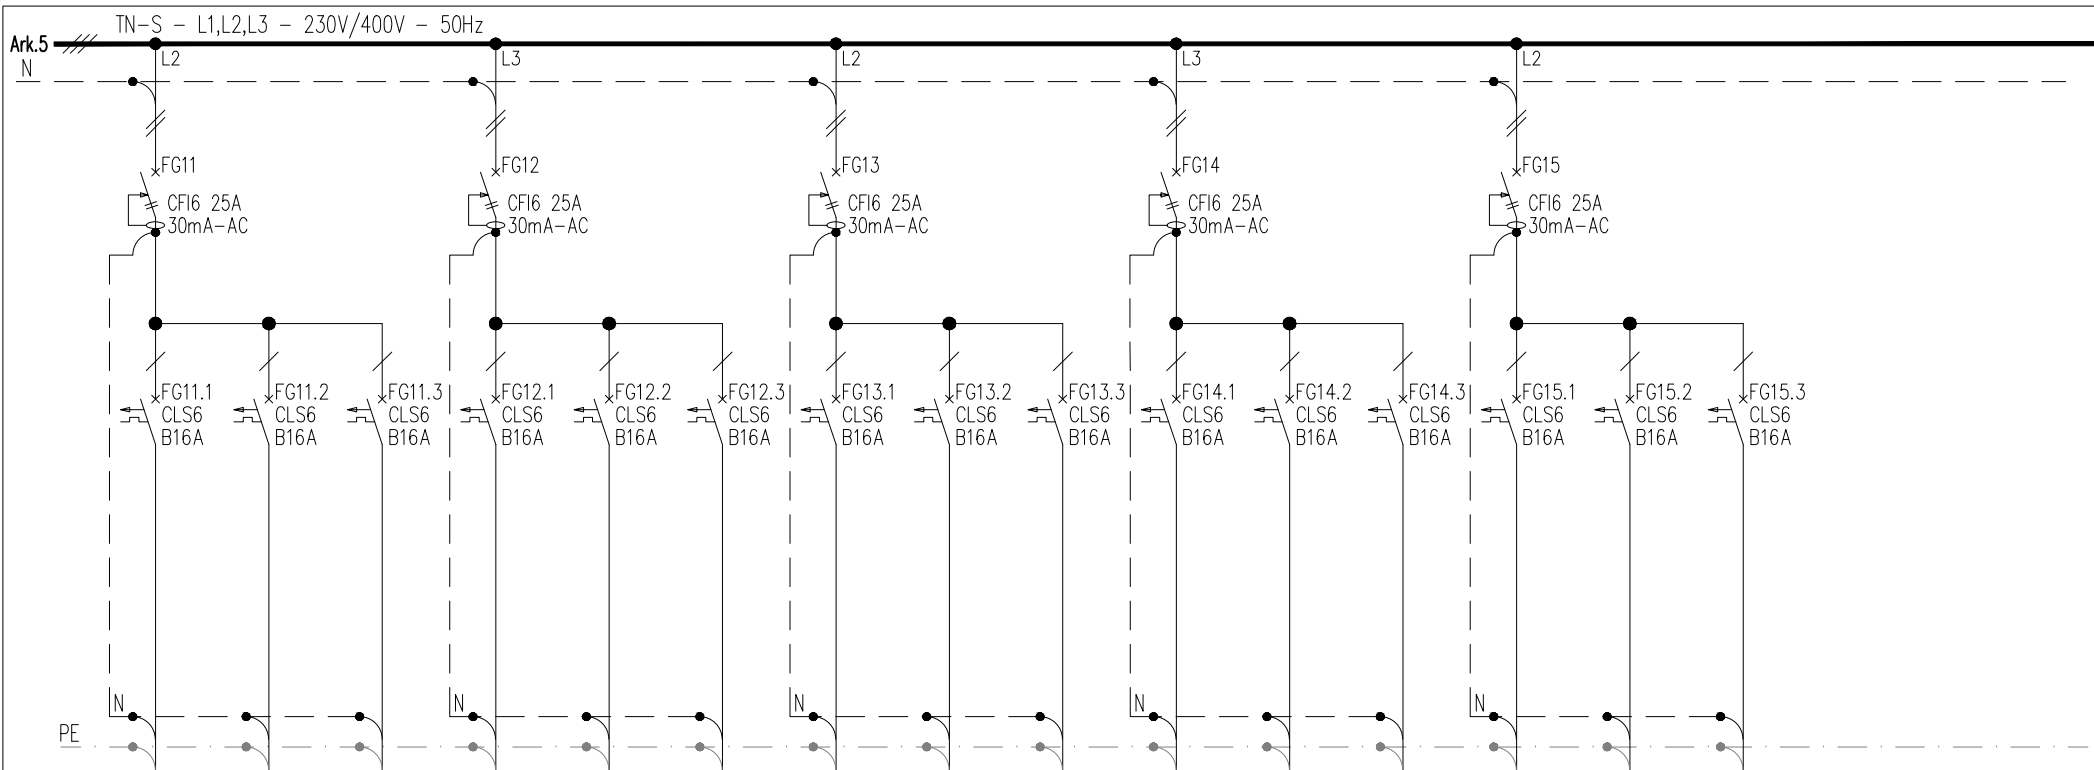 TN-S - L1,L2,L3 - 230V/400V - 50Hz
Ark.5
L2 L3 L2 L3 L2
N
FG11 FG12 FG13 FG14 FG15
CFI6 25A CFI6 25A CFI6 25A CFI6 25A CFI6 25A
30mA-AC 30mA-AC 30mA-AC 30mA-AC 30mA-AC
FG11.1 FG11.2 FG11.3 FG12.1 FG12.2 FG12.3 FG13.1 FG13.2 FG13.3 FG14.1 FG14.2 FG14.3 FG15.1 FG15.2 FG15.3
CLS6 CLS6 CLS6 CLS6 CLS6 CLS6 CLS6 CLS6 CLS6 CLS6 CLS6 CLS6 CLS6 CLS6 CLS6
B16A B16A B16A B16A B16A B16A B16A B16A B16A B16A B16A B16A B16A B16A B16A
N N N N N
PE